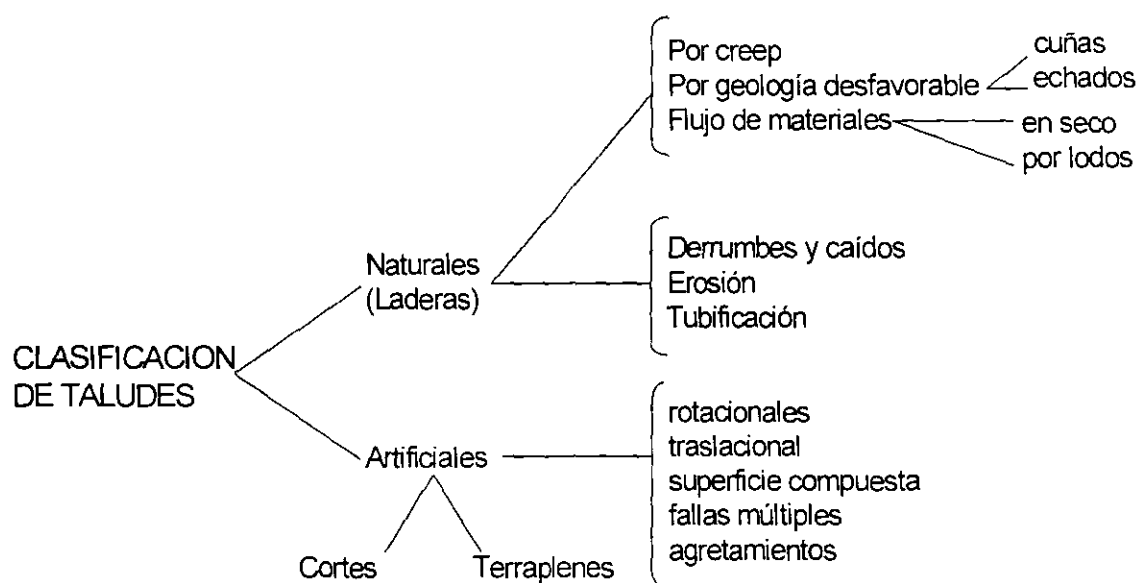 Por creep
Por geología desfavorable
Flujo de materiales
cuñas
echados
en seco
por lodos
Naturales
(Laderas)
Derrumbes y caídos
Erosión
Tubificación
CLASIFICACION
DE TALUDES
Artificiales
rotacionales
traslacional
superficie compuesta
fallas múltiples
agretamientos
Cortes
Terraplenes